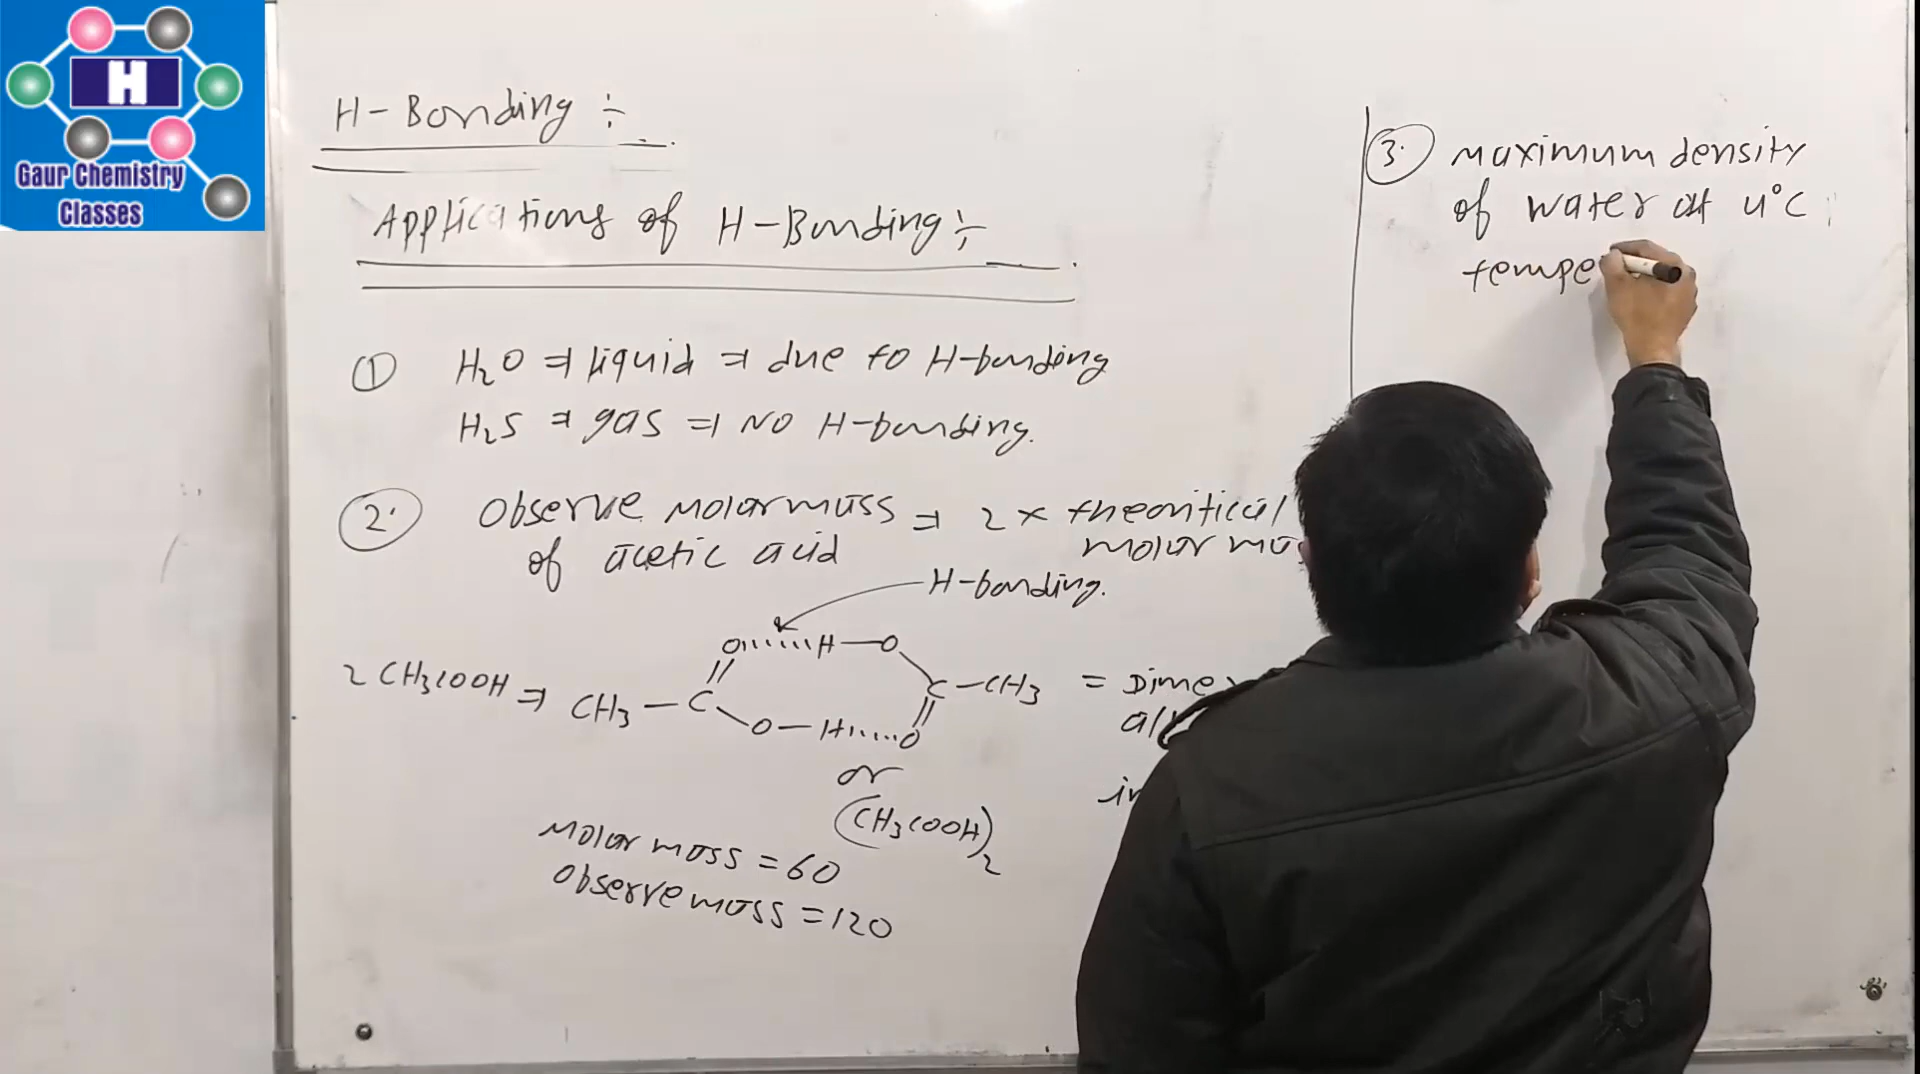 H
Gaur Chemistry
Classes
H-Bonding ÷
Applications of H-Bonding ÷
① H₂O ⇒ liquid ⇒ due to H-bonding
H₂S ⇒ gas ⇒ NO H-bonding.
②. Observe molar mass ⇒ 2 × theoritical
of acetic acid molar
H-bonding.
O......H—O
2 CH₃COOH ⇒ CH₃—C C—CH₃ =
O—H.....O
or
(CH₃COOH)₂
Molar mass = 60
Observe mass = 120
③. Maximum density
of water at 4°C
tempe